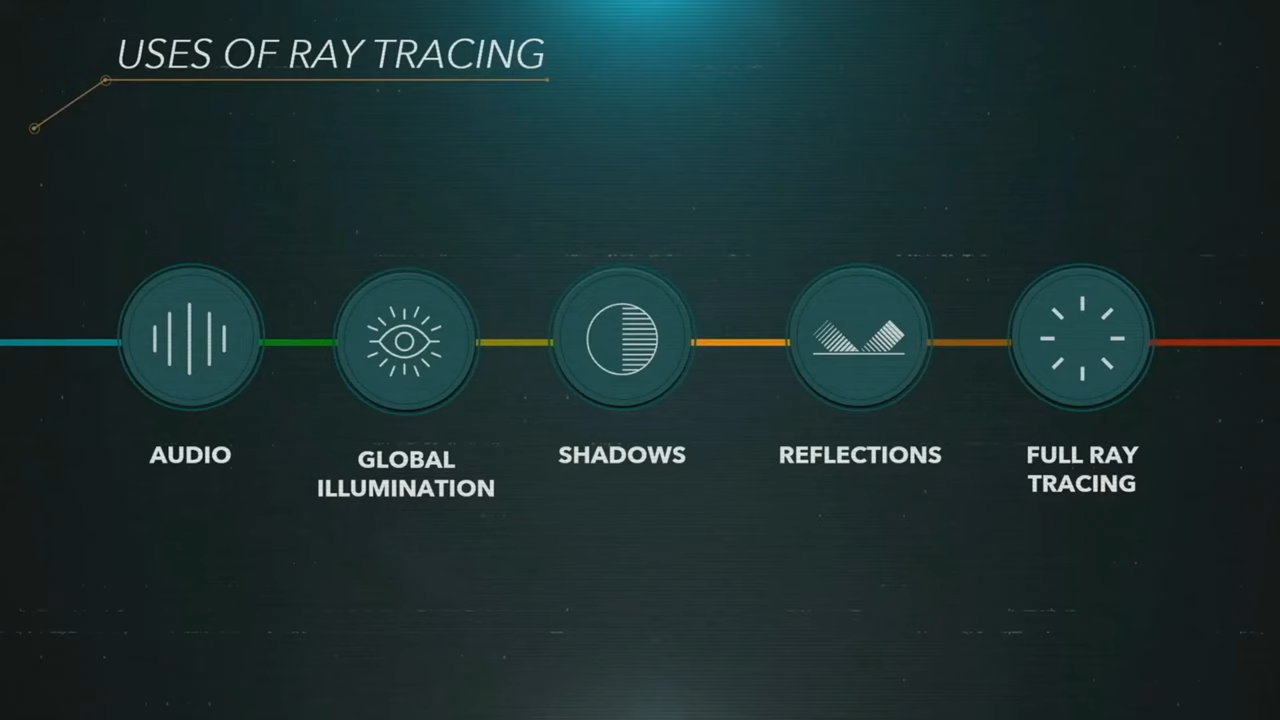 USES OF RAY TRACING
AUDIO
GLOBAL
ILLUMINATION
SHADOWS
REFLECTIONS
FULL RAY
TRACING